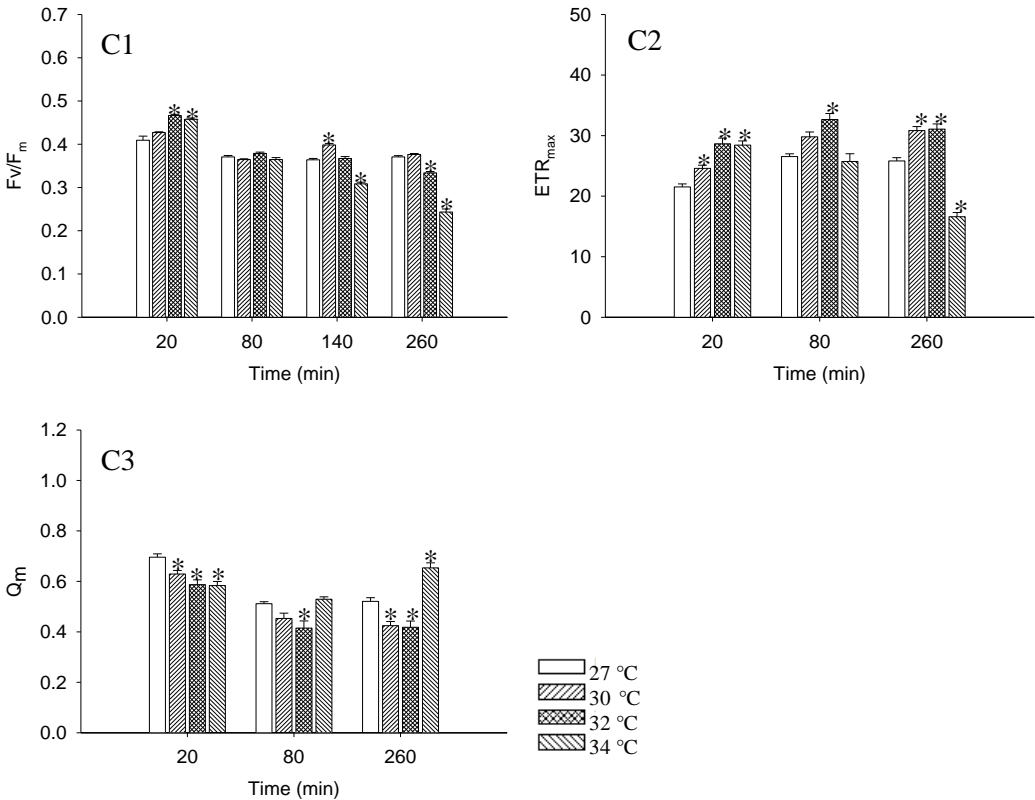 C1
Fv/Fm
0.7
0.6
0.5
0.4
0.3
0.2
0.1
0.0
* * * * * *
20 80 140 260
Time (min)
C2
ETRmax
50
40
30
20
10
0
* * * * * * *
20 80 260
Time (min)
C3
Qm
1.2
1.0
0.8
0.6
0.4
0.2
0.0
* * * * * * *
20 80 260
Time (min)
27 °C
30 °C
32 °C
34 °C